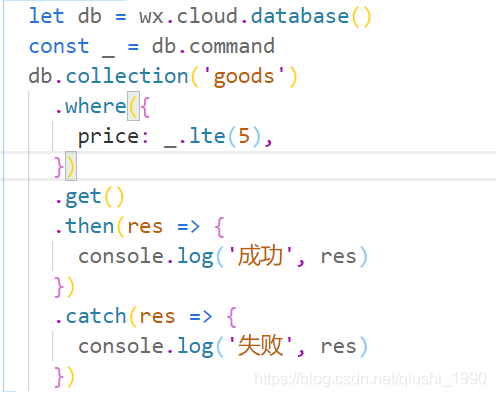 let db = wx.cloud.database()
const _ = db.command
db.collection('goods')
.where({
price: _.lte(5),
})
.get()
.then(res => {
console.log('成功', res)
})
.catch(res => {
console.log('失败', res)
})
https://blog.csdn.net/qiushi_1990